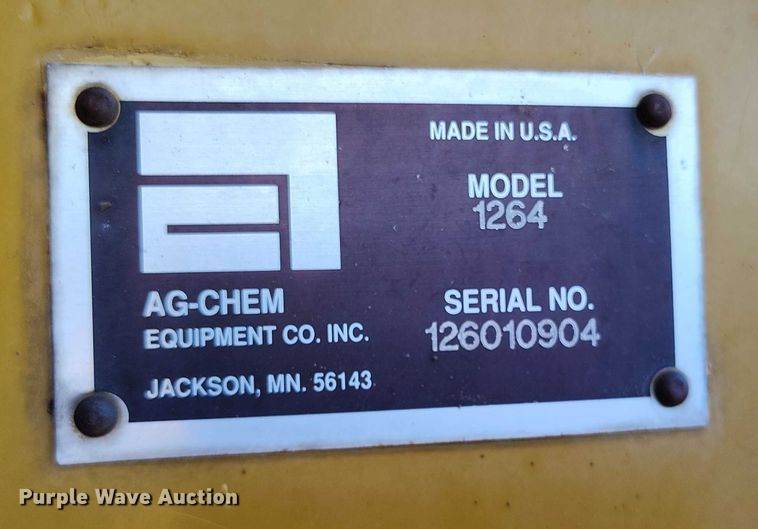 MADE IN U.S.A.
MODEL
1264
AG-CHEM
EQUIPMENT CO. INC.
JACKSON, MN. 56143
SERIAL NO.
126010904
Purple Wave Auction